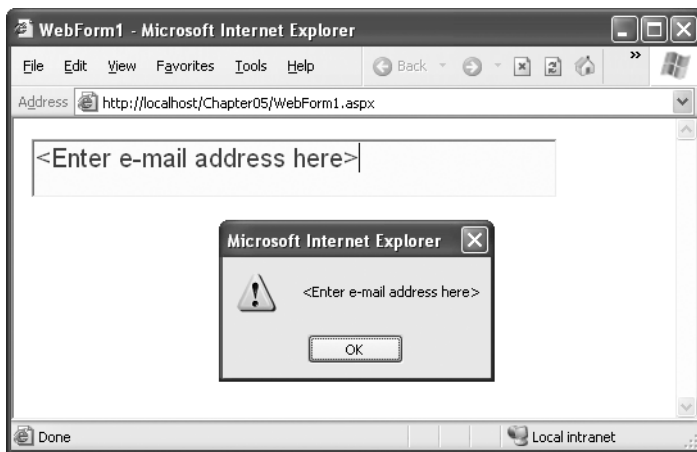 WebForm1 - Microsoft Internet Explorer
File Edit View Favorites Tools Help Back »
Address http://localhost/Chapter05/WebForm1.aspx
<Enter e-mail address here>
Microsoft Internet Explorer
<Enter e-mail address here>
OK
Done Local intranet